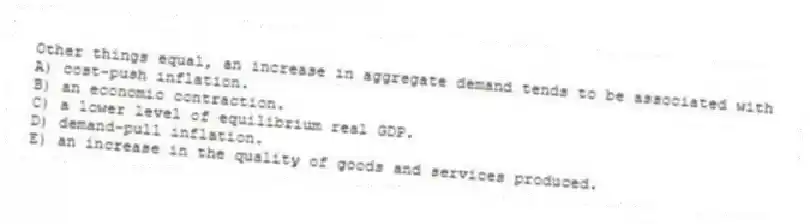 Other things equal, an increase in aggregate demand tends to be associated with
A) cost-push inflation.
B) an economic contraction.
C) a lower level of equilibrium real GDP.
D) demand-pull inflation.
E) an increase in the quality of goods and services produced.